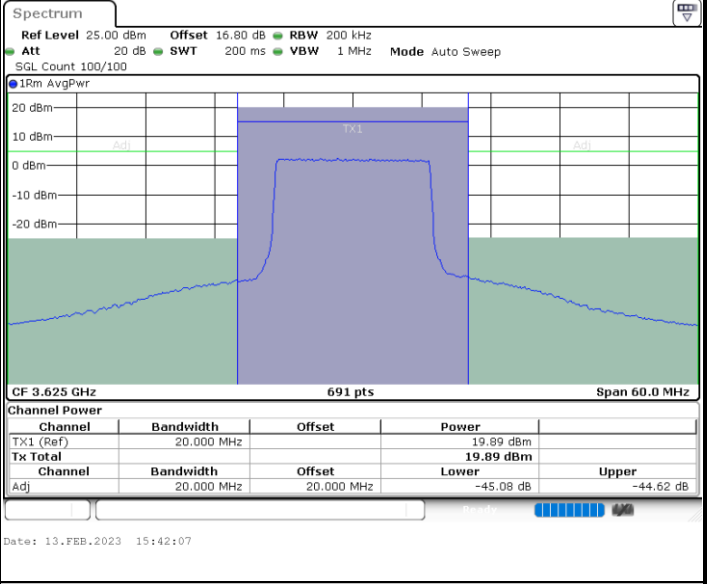 Spectrum
Ref Level 25.00 dBm Offset 16.80 dB RBW 200 kHz
Att 20 dB SWT 200 ms VBW 1 MHz Mode Auto Sweep
SGL Count 100/100
1Rm AvgPwr
20 dBm
TX1
10 dBm
Adj Adj
0 dBm
-10 dBm
-20 dBm
CF 3.625 GHz 691 pts Span 60.0 MHz
Channel Power
Channel Bandwidth Offset Power
TX1 (Ref) 20.000 MHz 19.89 dBm
Tx Total 19.89 dBm
Channel Bandwidth Offset Lower Upper
Adj 20.000 MHz 20.000 MHz -45.08 dB -44.62 dB
Ready
Date: 13.FEB.2023 15:42:07